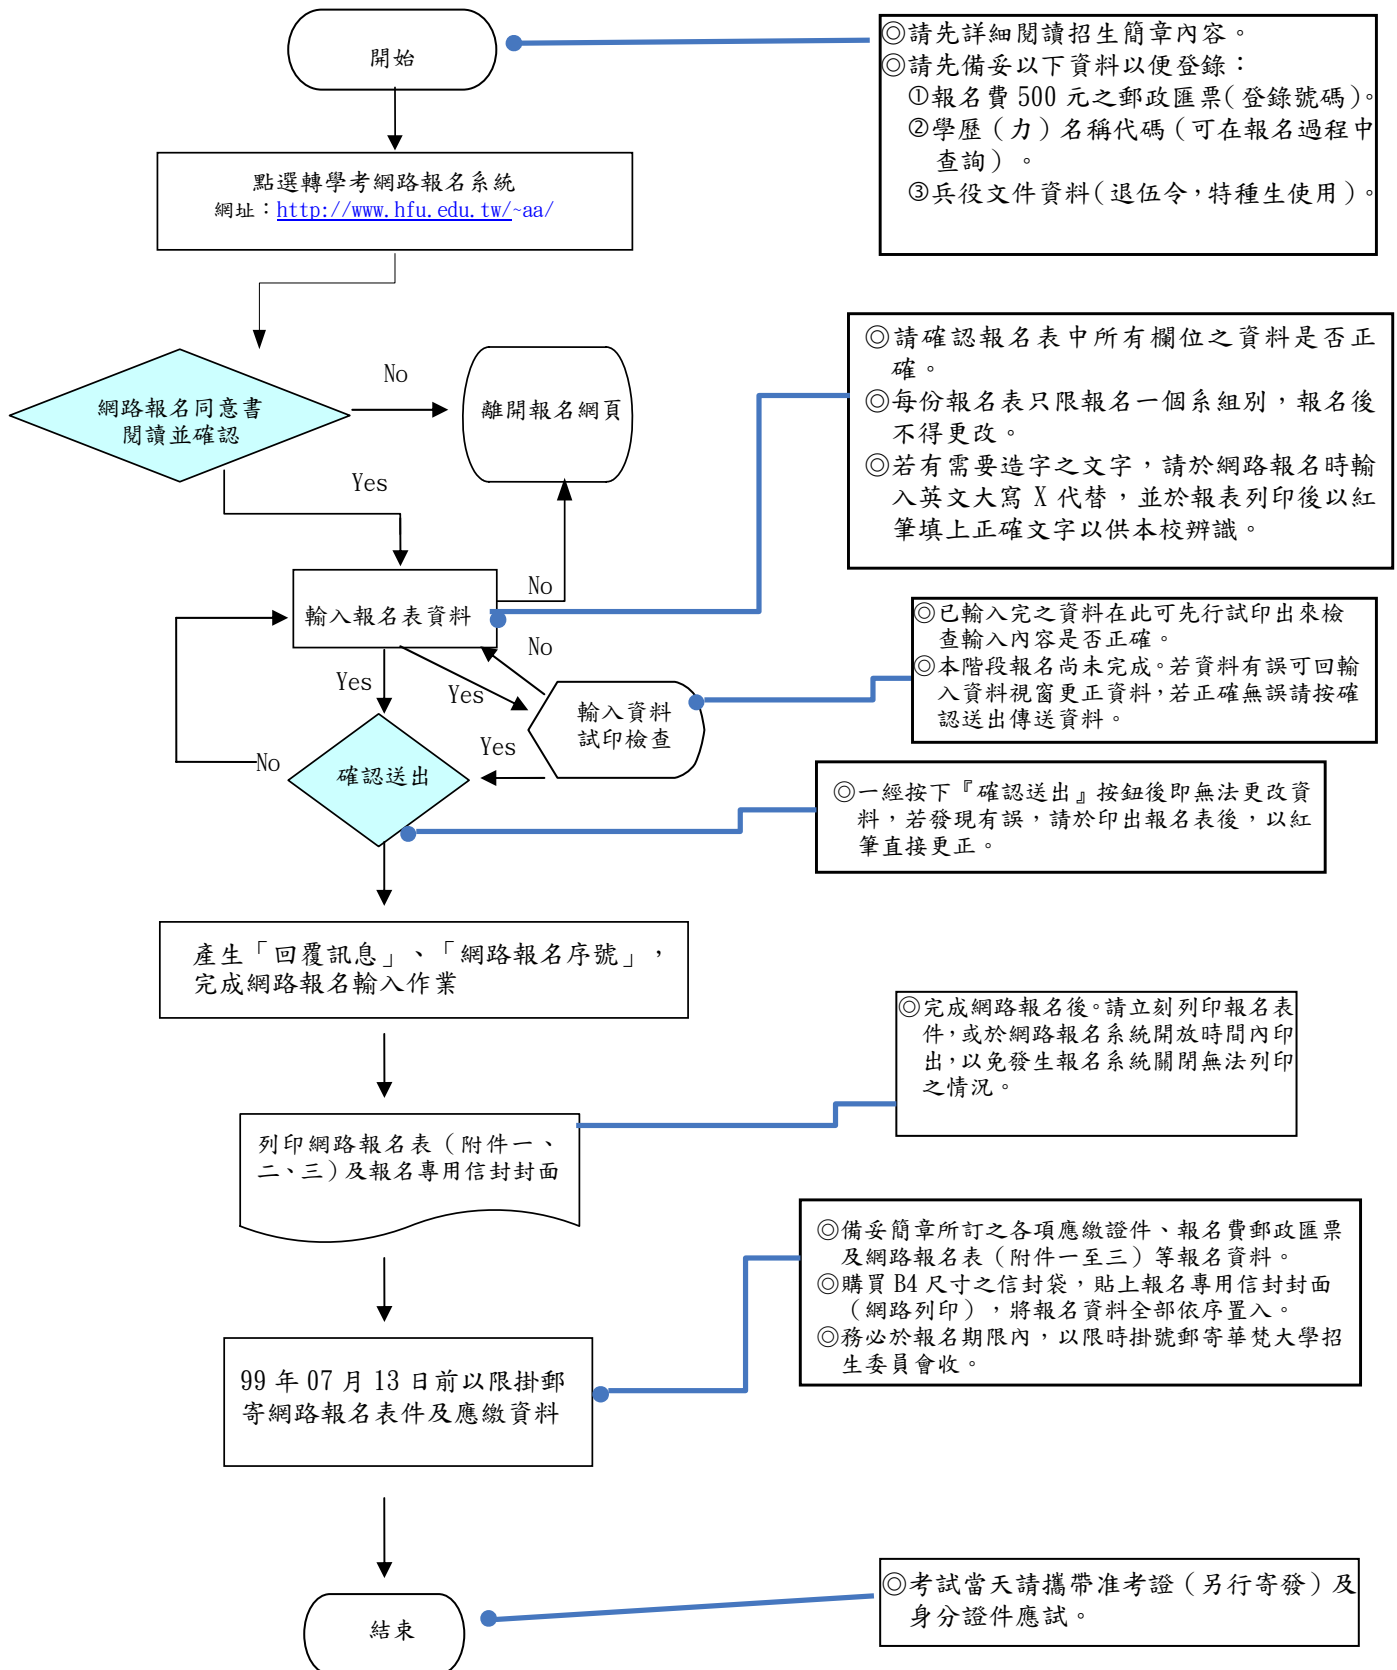 開始
◎請先詳細閱讀招生簡章內容。
◎請先備妥以下資料以便登錄：
①報名費 500 元之郵政匯票(登錄號碼)。
②學歷（力）名稱代碼（可在報名過程中
查詢）。
③兵役文件資料(退伍令,特種生使用)。
點選轉學考網路報名系統
網址：http://www.hfu.edu.tw/~aa/
◎請確認報名表中所有欄位之資料是否正
確。
◎每份報名表只限報名一個系組別，報名後
不得更改。
◎若有需要造字之文字，請於網路報名時輸
入英文大寫 X 代替，並於報表列印後以紅
筆填上正確文字以供本校辨識。
網路報名同意書
閱讀並確認
No
離開報名網頁
Yes
No
輸入報名表資料
◎已輸入完之資料在此可先行試印出來檢
查輸入內容是否正確。
◎本階段報名尚未完成。若資料有誤可回輸
入資料視窗更正資料,若正確無誤請按確
認送出傳送資料。
No
Yes
Yes
輸入資料
試印檢查
Yes
No
確認送出
◎一經按下『確認送出』按鈕後即無法更改資
料，若發現有誤，請於印出報名表後，以紅
筆直接更正。
產生「回覆訊息」、「網路報名序號」，
完成網路報名輸入作業
◎完成網路報名後。請立刻列印報名表
件,或於網路報名系統開放時間內印
出,以免發生報名系統關閉無法列印
之情況。
列印網路報名表（附件一、
二、三）及報名專用信封封面
◎備妥簡章所訂之各項應繳證件、報名費郵政匯票
及網路報名表（附件一至三）等報名資料。
◎購買 B4 尺寸之信封袋，貼上報名專用信封封面
（網路列印），將報名資料全部依序置入。
◎務必於報名期限內，以限時掛號郵寄華梵大學招
生委員會收。
99 年 07 月 13 日前以限掛郵
寄網路報名表件及應繳資料
◎考試當天請攜帶准考證（另行寄發）及
身分證件應試。
結束